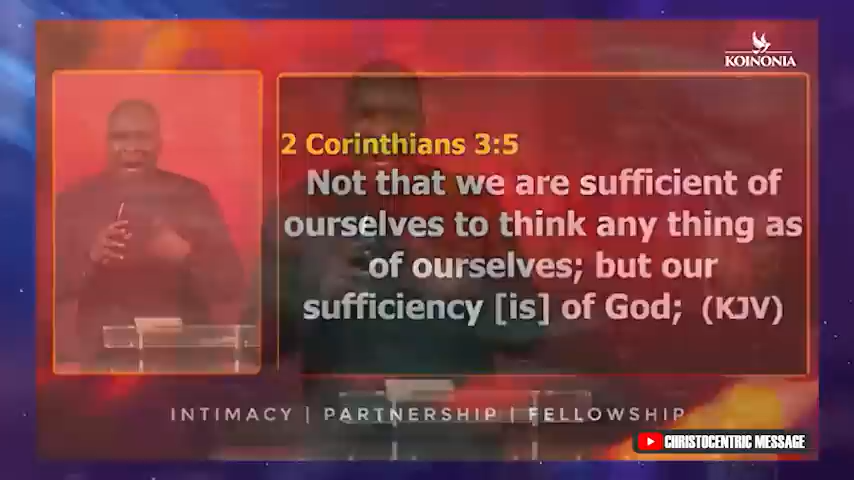 KOINONIA
2 Corinthians 3:5
Not that we are sufficient of
ourselves to think any thing as
of ourselves; but our
sufficiency [is] of God; (KJV)
INTIMACY | PARTNERSHIP | FELLOWSHIP
CHRISTOCENTRIC MESSAGE